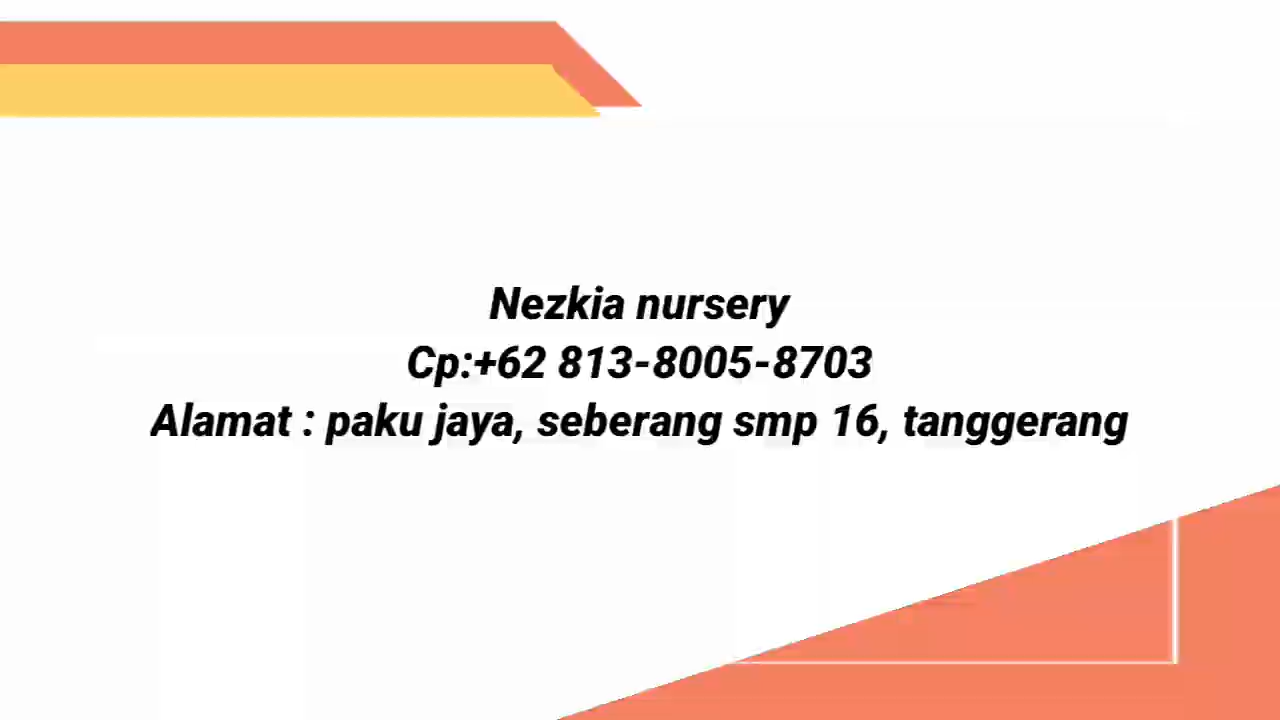 Nezkia nursery
Cp:+62 813-8005-8703
Alamat : paku jaya, seberang smp 16, tanggerang